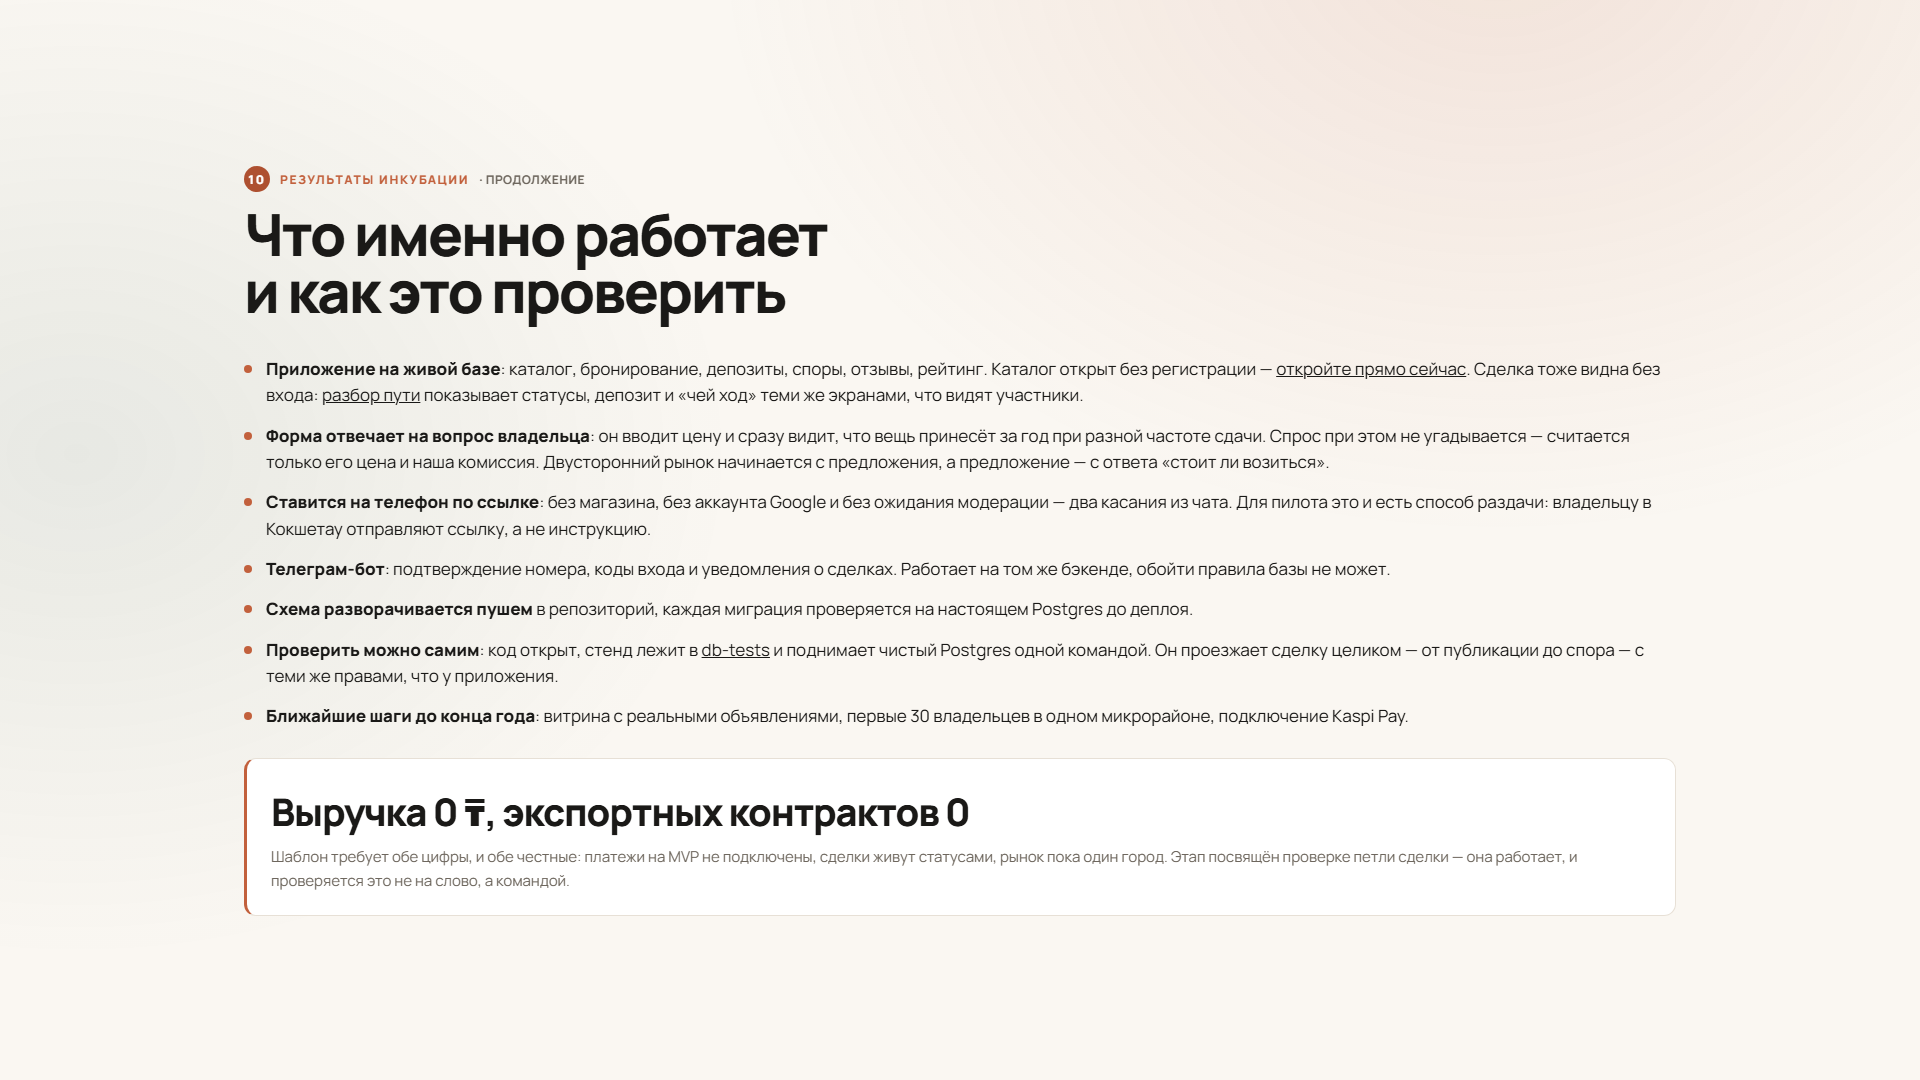 10 РЕЗУЛЬТАТЫ ИНКУБАЦИИ · ПРОДОЛЖЕНИЕ
Что именно работает
и как это проверить
Приложение на живой базе: каталог, бронирование, депозиты, споры, отзывы, рейтинг. Каталог открыт без регистрации — откройте прямо сейчас. Сделка тоже видна без
входа: разбор пути показывает статусы, депозит и «чей ход» теми же экранами, что видят участники.
Форма отвечает на вопрос владельца: он вводит цену и сразу видит, что вещь принесёт за год при разной частоте сдачи. Спрос при этом не угадывается — считается
только его цена и наша комиссия. Двусторонний рынок начинается с предложения, а предложение — с ответа «стоит ли возиться».
Ставится на телефон по ссылке: без магазина, без аккаунта Google и без ожидания модерации — два касания из чата. Для пилота это и есть способ раздачи: владельцу в
Кокшетау отправляют ссылку, а не инструкцию.
Телеграм-бот: подтверждение номера, коды входа и уведомления о сделках. Работает на том же бэкенде, обойти правила базы не может.
Схема разворачивается пушем в репозиторий, каждая миграция проверяется на настоящем Postgres до деплоя.
Проверить можно самим: код открыт, стенд лежит в db-tests и поднимает чистый Postgres одной командой. Он проезжает сделку целиком — от публикации до спора — с
теми же правами, что у приложения.
Ближайшие шаги до конца года: витрина с реальными объявлениями, первые 30 владельцев в одном микрорайоне, подключение Kaspi Pay.
Выручка 0 ₸, экспортных контрактов 0
Шаблон требует обе цифры, и обе честные: платежи на MVP не подключены, сделки живут статусами, рынок пока один город. Этап посвящён проверке петли сделки — она работает, и
проверяется это не на слово, а командой.